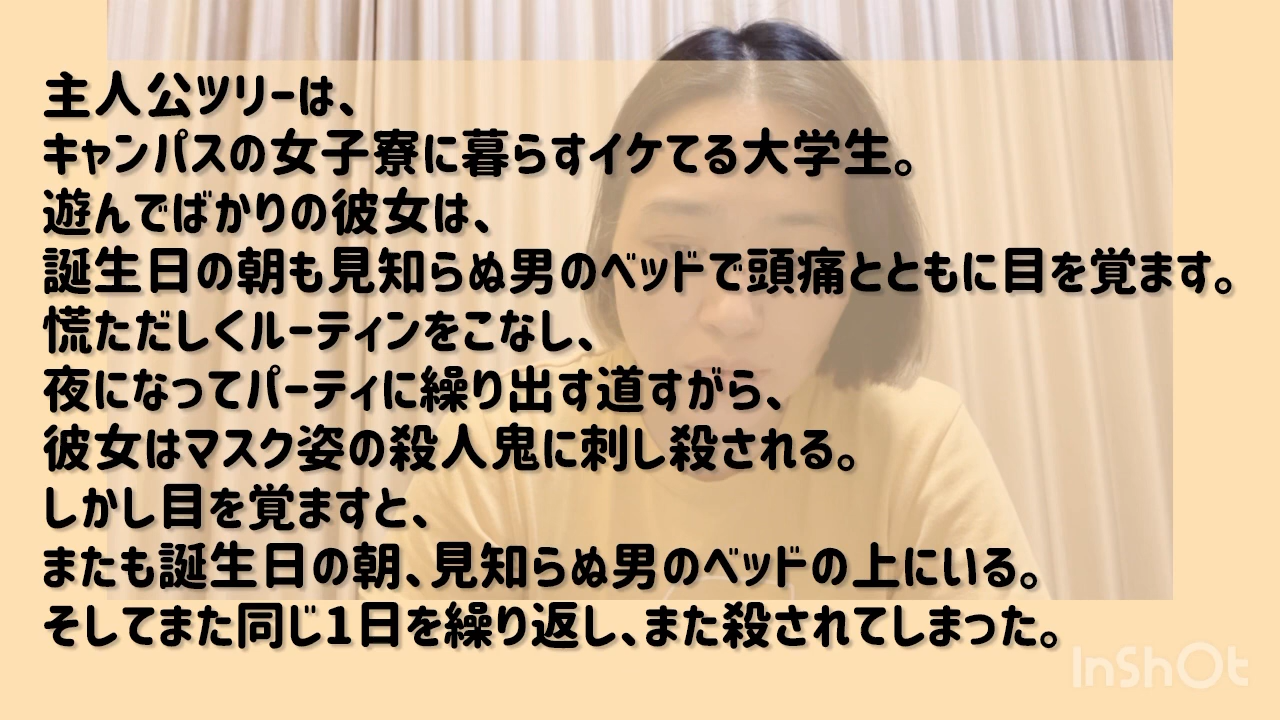 主人公ツリーは、
キャンパスの女子寮に暮らすイケてる大学生。
遊んでばかりの彼女は、
誕生日の朝も見知らぬ男のベッドで頭痛とともに目を覚ます。
慌ただしくルーティンをこなし、
夜になってパーティに繰り出す道すがら、
彼女はマスク姿の殺人鬼に刺し殺される。
しかし目を覚ますと、
またも誕生日の朝、見知らぬ男のベッドの上にいる。
そしてまた同じ1日を繰り返し、また殺されてしまった。
InShOt